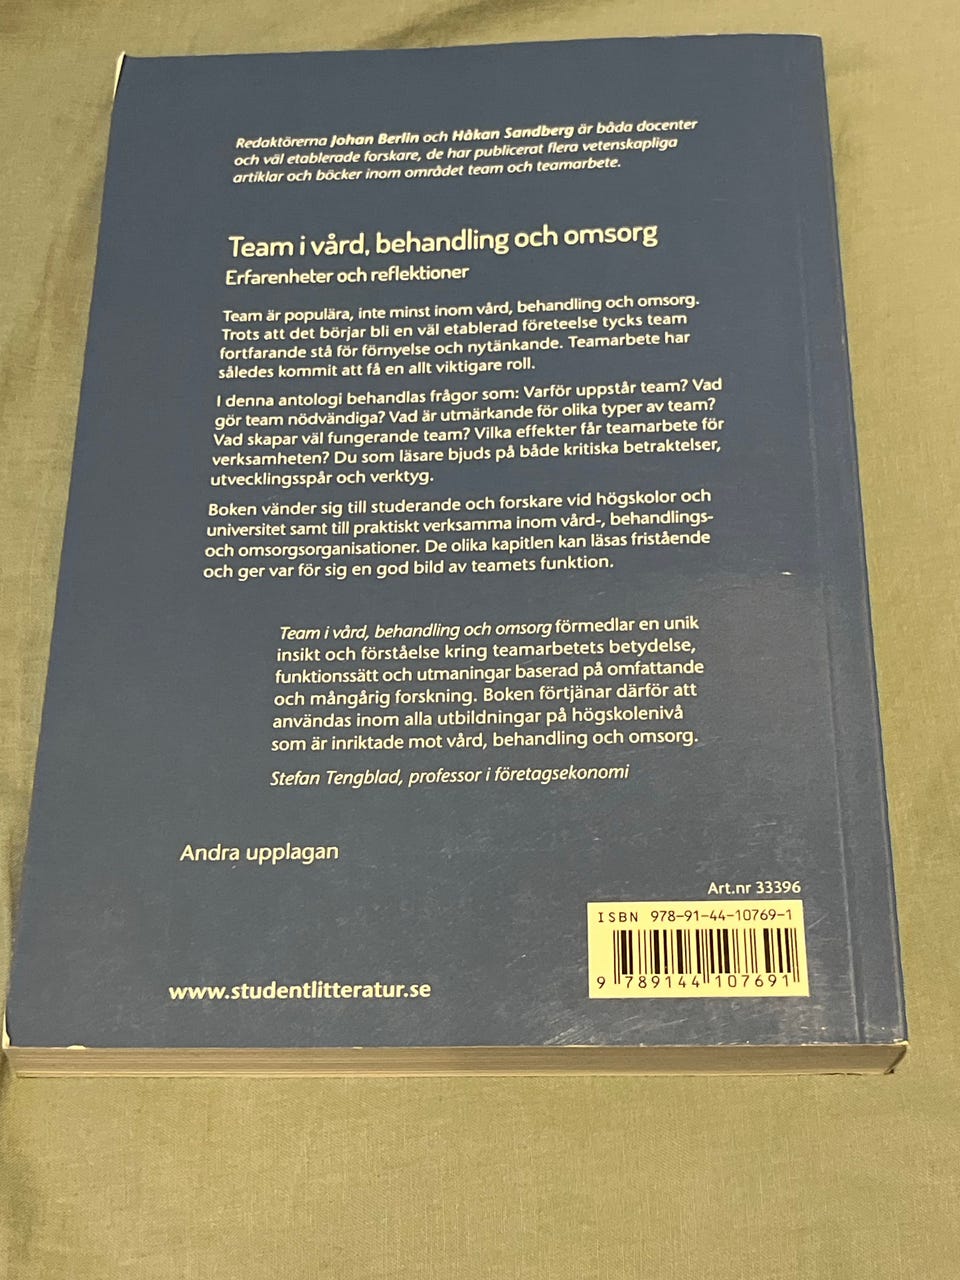 Redaktörerna Johan Berlin och Håkan Sandberg är båda docenter
och väl etablerade forskare, de har publicerat flera vetenskapliga
artiklar och böcker inom området team och teamarbete.
Team i vård, behandling och omsorg
Erfarenheter och reflektioner
Team är populära, inte minst inom vård, behandling och omsorg.
Trots att det börjar bli en väl etablerad företeelse tycks team
fortfarande stå för förnyelse och nytänkande. Teamarbete har
således kommit att få en allt viktigare roll.
I denna antologi behandlas frågor som: Varför uppstår team? Vad
gör team nödvändiga? Vad är utmärkande för olika typer av team?
Vad skapar väl fungerande team? Vilka effekter får teamarbete för
verksamheten? Du som läsare bjuds på både kritiska betraktelser,
utvecklingsspår och verktyg.
Boken vänder sig till studerande och forskare vid högskolor och
universitet samt till praktiskt verksamma inom vård-, behandlings-
och omsorgsorganisationer. De olika kapitlen kan läsas fristående
och ger var för sig en god bild av teamets funktion.
Team i vård, behandling och omsorg förmedlar en unik
insikt och förståelse kring teamarbetets betydelse,
funktionssätt och utmaningar baserad på omfattande
och mångårig forskning. Boken förtjänar därför att
användas inom alla utbildningar på högskolenivå
som är inriktade mot vård, behandling och omsorg.
Stefan Tengblad, professor i företagsekonomi
Andra upplagan
Art.nr 33396
ISBN 978-91-44-10769-1
9 789144 107691
www.studentlitteratur.se